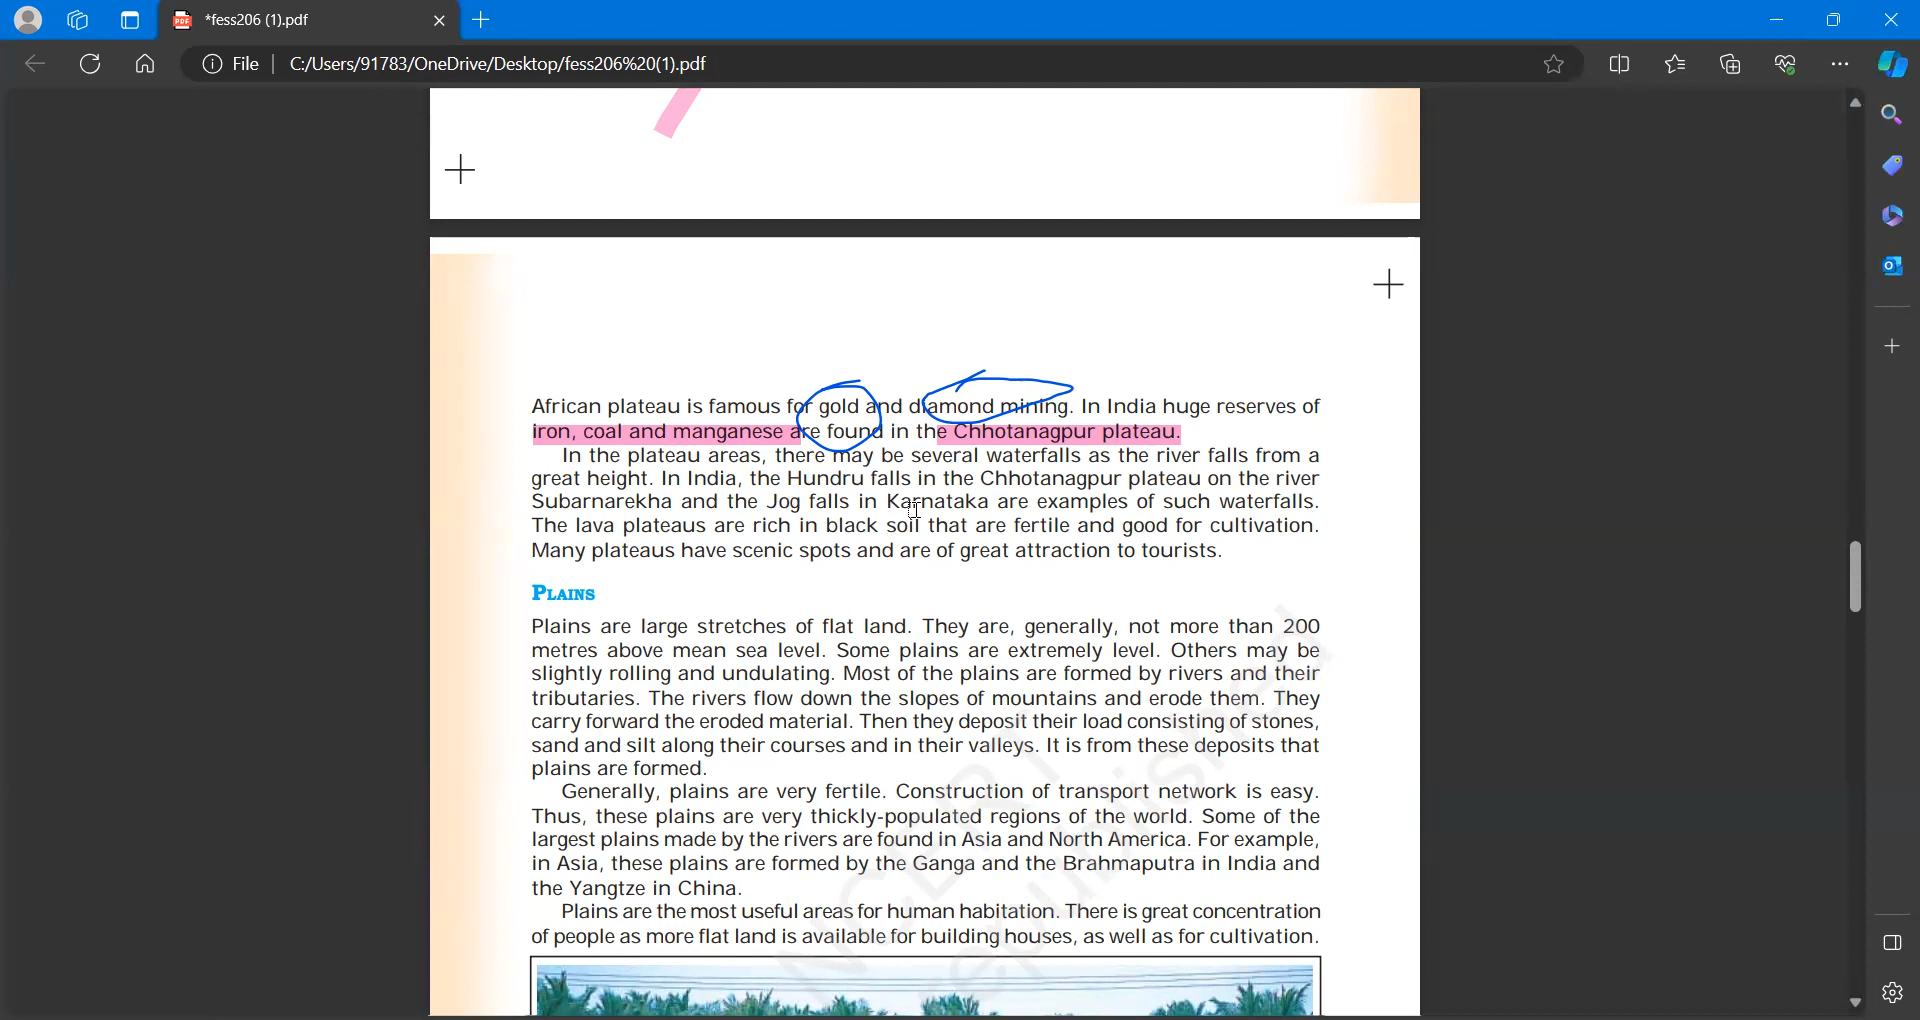 *fess206 (1).pdf
File
C:/Users/91783/OneDrive/Desktop/fess206%20(1).pdf
African plateau is famous for gold and diamond mining. In India huge reserves of
iron, coal and manganese are found in the Chhotanagpur plateau.
In the plateau areas, there may be several waterfalls as the river falls from a
great height. In India, the Hundru falls in the Chhotanagpur plateau on the river
Subarnarekha and the Jog falls in Karnataka are examples of such waterfalls.
The lava plateaus are rich in black soil that are fertile and good for cultivation.
Many plateaus have scenic spots and are of great attraction to tourists.
PLAINS
Plains are large stretches of flat land. They are, generally, not more than 200
metres above mean sea level. Some plains are extremely level. Others may be
slightly rolling and undulating. Most of the plains are formed by rivers and their
tributaries. The rivers flow down the slopes of mountains and erode them. They
carry forward the eroded material. Then they deposit their load consisting of stones,
sand and silt along their courses and in their valleys. It is from these deposits that
plains are formed.
Generally, plains are very fertile. Construction of transport network is easy.
Thus, these plains are very thickly-populated regions of the world. Some of the
largest plains made by the rivers are found in Asia and North America. For example,
in Asia, these plains are formed by the Ganga and the Brahmaputra in India and
the Yangtze in China.
Plains are the most useful areas for human habitation. There is great concentration
of people as more flat land is available for building houses, as well as for cultivation.
NCERT
republished